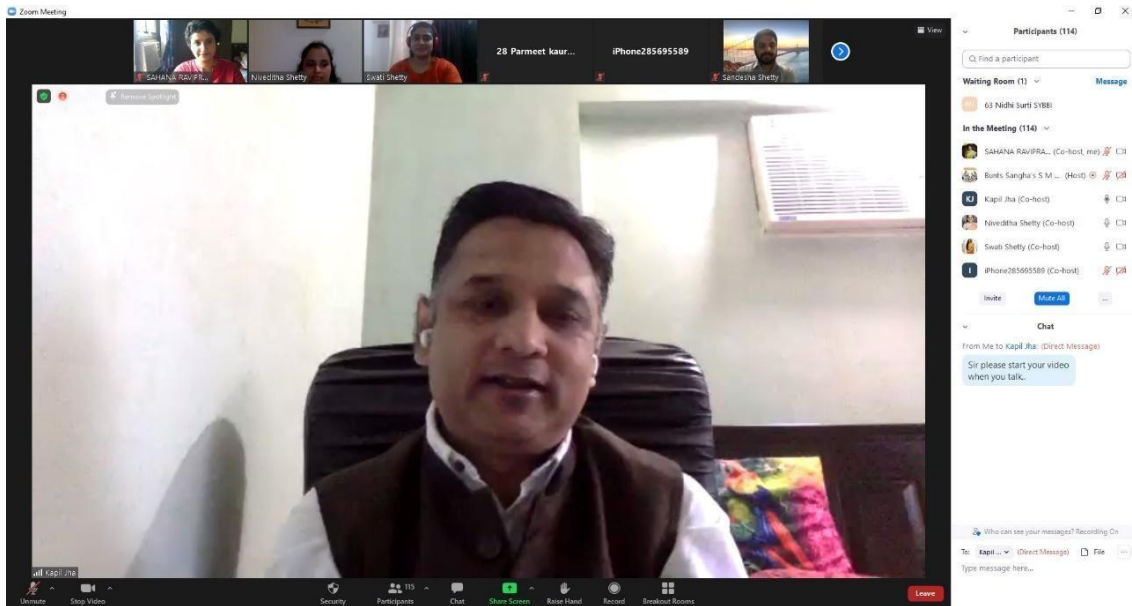 Zoom Meeting
View
SAHANA RAVIPR...
Niveditha Shetty
Swati Shetty
28 Parmeet kaur...
iPhone285695589
Sandesha Shetty
Remove Spotlight
Kapil Jha
Unmute
Stop Video
Security
115
Participants
Chat
Share Screen
Raise Hand
Record
Breakout Rooms
Leave
Participants (114)
Find a participant
Waiting Room (1)
Message
63 Nidhi Surti SYBBI
In the Meeting (114)
SAHANA RAVIPRA... (Co-host, me)
Bunts Sangha's S M ... (Host)
KJ Kapil Jha (Co-host)
Niveditha Shetty (Co-host)
Swati Shetty (Co-host)
I iPhone285695589 (Co-host)
Invite
Mute All
...
Chat
From Me to Kapil Jha: (Direct Message)
Sir please start your video
when you talk..
Who can see your messages? Recording On
To: Kapil ... (Direct Message) File ...
Type message here...